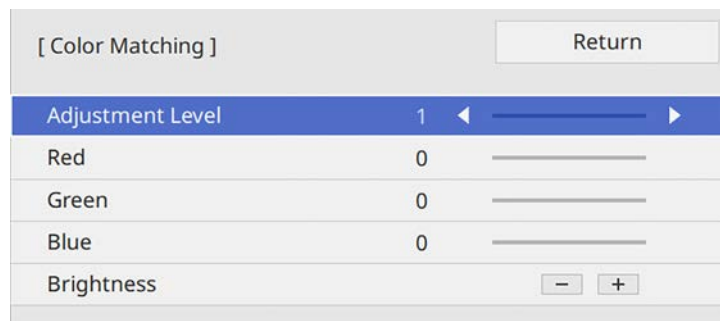 [ Color Matching ] Return
Adjustment Level 1
Red 0
Green 0
Blue 0
Brightness − +